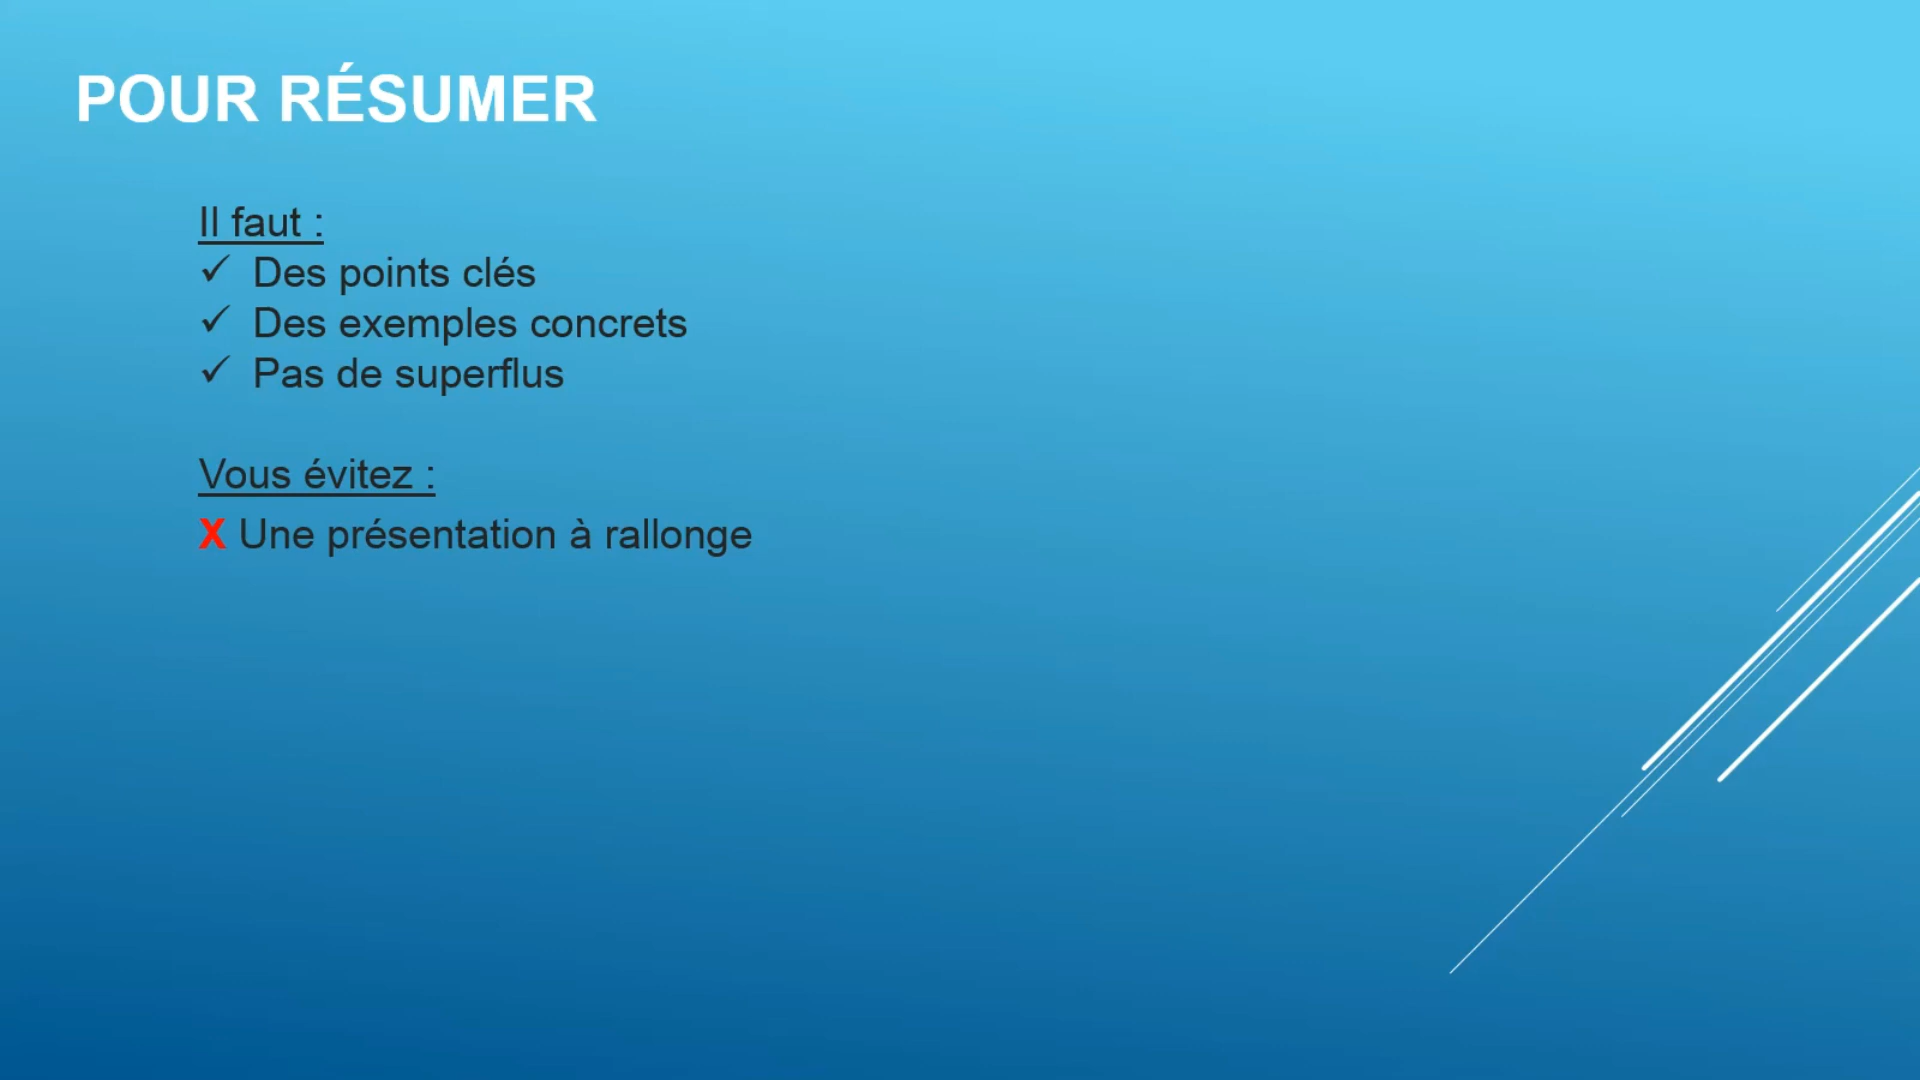 POUR RÉSUMER
Il faut :
✓ Des points clés
✓ Des exemples concrets
✓ Pas de superflus
Vous évitez :
X Une présentation à rallonge